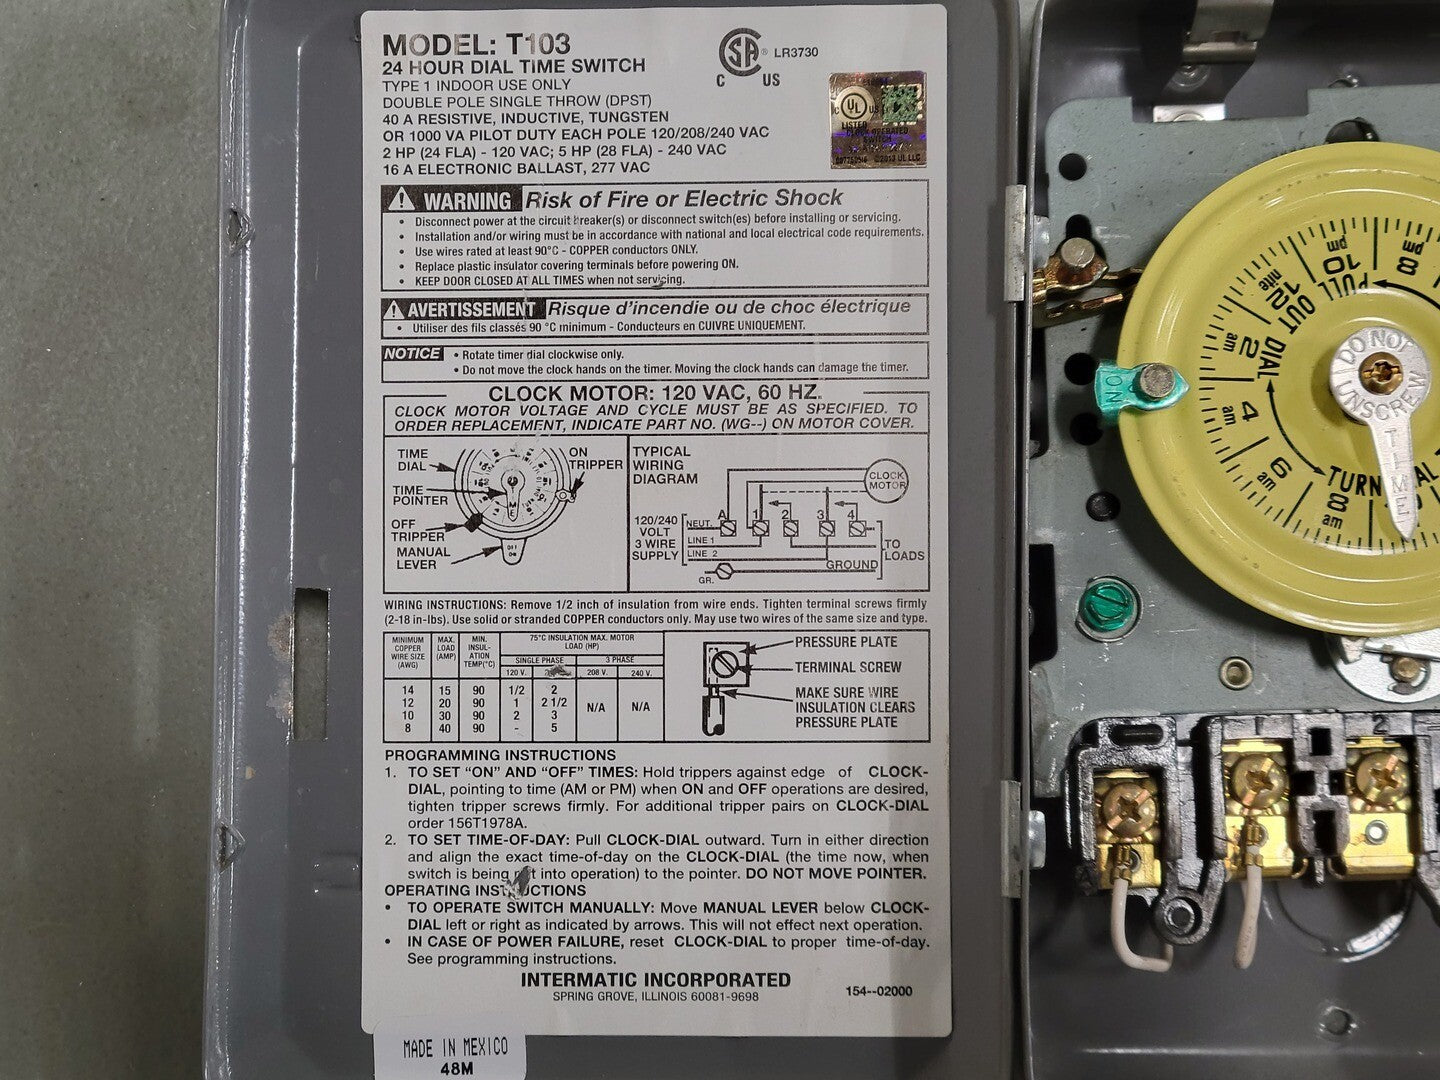 MODEL: T103
24 HOUR DIAL TIME SWITCH
TYPE 1 INDOOR USE ONLY
DOUBLE POLE SINGLE THROW (DPST)
40 A RESISTIVE, INDUCTIVE, TUNGSTEN
OR 1000 VA PILOT DUTY EACH POLE 120/208/240 VAC
2 HP (24 FLA) - 120 VAC; 5 HP (28 FLA) - 240 VAC
16 A ELECTRONIC BALLAST, 277 VAC
CSA ® LR3730
C US
C UL US
LISTED
CLOCK OPERATED
SWITCH
©2013 UL LLC
WARNING Risk of Fire or Electric Shock
• Disconnect power at the circuit breaker(s) or disconnect switch(es) before installing or servicing.
• Installation and/or wiring must be in accordance with national and local electrical code requirements.
• Use wires rated at least 90°C - COPPER conductors ONLY.
• Replace plastic insulator covering terminals before powering ON.
• KEEP DOOR CLOSED AT ALL TIMES when not servicing.
AVERTISSEMENT Risque d'incendie ou de choc électrique
• Utiliser des fils classés 90 °C minimum - Conducteurs en CUIVRE UNIQUEMENT.
NOTICE • Rotate timer dial clockwise only.
• Do not move the clock hands on the timer. Moving the clock hands can damage the timer.
CLOCK MOTOR: 120 VAC, 60 HZ.
CLOCK MOTOR VOLTAGE AND CYCLE MUST BE AS SPECIFIED. TO
ORDER REPLACEMENT, INDICATE PART NO. (WG--) ON MOTOR COVER.
TIME
DIAL
TIME
POINTER
OFF
TRIPPER
MANUAL
LEVER
ON
TRIPPER
OFF
ON
TYPICAL
WIRING
DIAGRAM
CLOCK
MOTOR
120/240
VOLT
3 WIRE
SUPPLY
NEUT. A 1 2 3 4
LINE 1
LINE 2
GR.
GROUND
TO
LOADS
WIRING INSTRUCTIONS: Remove 1/2 inch of insulation from wire ends. Tighten terminal screws firmly
(2-18 in-lbs). Use solid or stranded COPPER conductors only. May use two wires of the same size and type.
MINIMUM
COPPER
WIRE SIZE
(AWG)
MAX.
LOAD
(AMP)
MIN.
INSUL-
ATION
TEMP(°C)
75°C INSULATION MAX. MOTOR
LOAD (HP)
SINGLE PHASE 3 PHASE
120 V. 208 V. 240 V.
14 15 90 1/2 2
12 20 90 1 2 1/2 N/A N/A
10 30 90 2 3
8 40 90 - 5
PRESSURE PLATE
TERMINAL SCREW
MAKE SURE WIRE
INSULATION CLEARS
PRESSURE PLATE
PROGRAMMING INSTRUCTIONS
1. TO SET "ON" AND "OFF" TIMES: Hold trippers against edge of CLOCK-
DIAL, pointing to time (AM or PM) when ON and OFF operations are desired,
tighten tripper screws firmly. For additional tripper pairs on CLOCK-DIAL
order 156T1978A.
2. TO SET TIME-OF-DAY: Pull CLOCK-DIAL outward. Turn in either direction
and align the exact time-of-day on the CLOCK-DIAL (the time now, when
switch is being put into operation) to the pointer. DO NOT MOVE POINTER.
OPERATING INSTRUCTIONS
• TO OPERATE SWITCH MANUALLY: Move MANUAL LEVER below CLOCK-
DIAL left or right as indicated by arrows. This will not effect next operation.
• IN CASE OF POWER FAILURE, reset CLOCK-DIAL to proper time-of-day.
See programming instructions.
INTERMATIC INCORPORATED
SPRING GROVE, ILLINOIS 60081-9698
154--02000
MADE IN MEXICO
48M
8 pm
10 pm
12 nite
2 am
4 am
6 am
8 am
PULL OUT DIAL
TURN
DO NOT
UNSCREW
TIME
ON
1 2